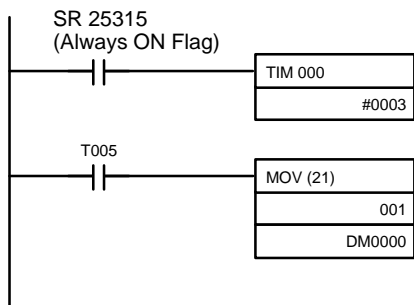 SR 25315
(Always ON Flag)
TIM 000
#0003
T005
MOV (21)
001
DM0000